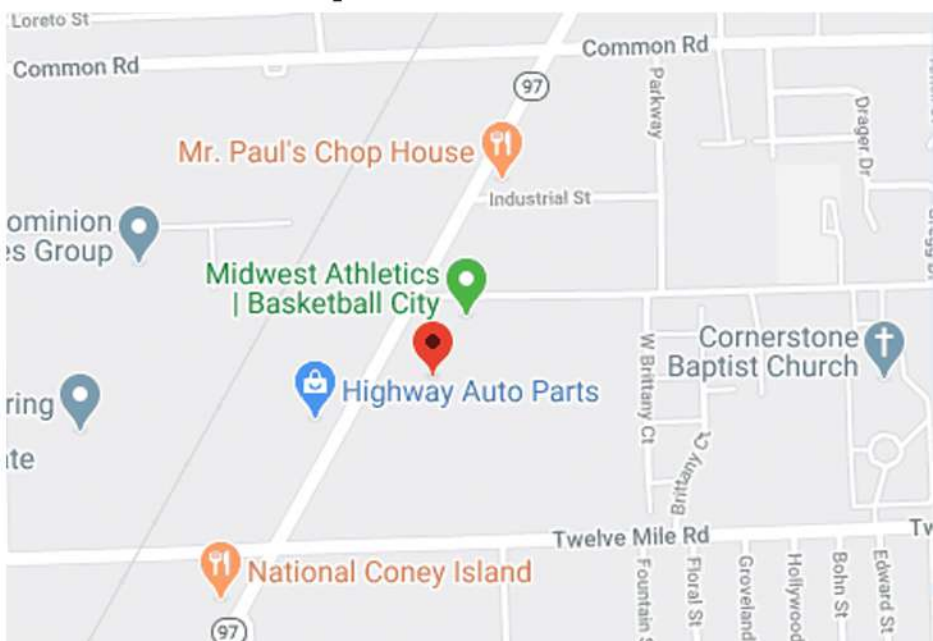 Loreto St
Common Rd
Common Rd
97
Parkway
Mr. Paul's Chop House
Drager Dr
Industrial St
ominion
es Group
Midwest Athletics
| Basketball City
Cornerstone
Baptist Church
W Brittany Ct
Highway Auto Parts
ring
te
Brittany C
Twelve Mile Rd
Tw
National Coney Island
Fountain S
Floral St
Groveland
Hollywood
Bohn St
Edward St
97